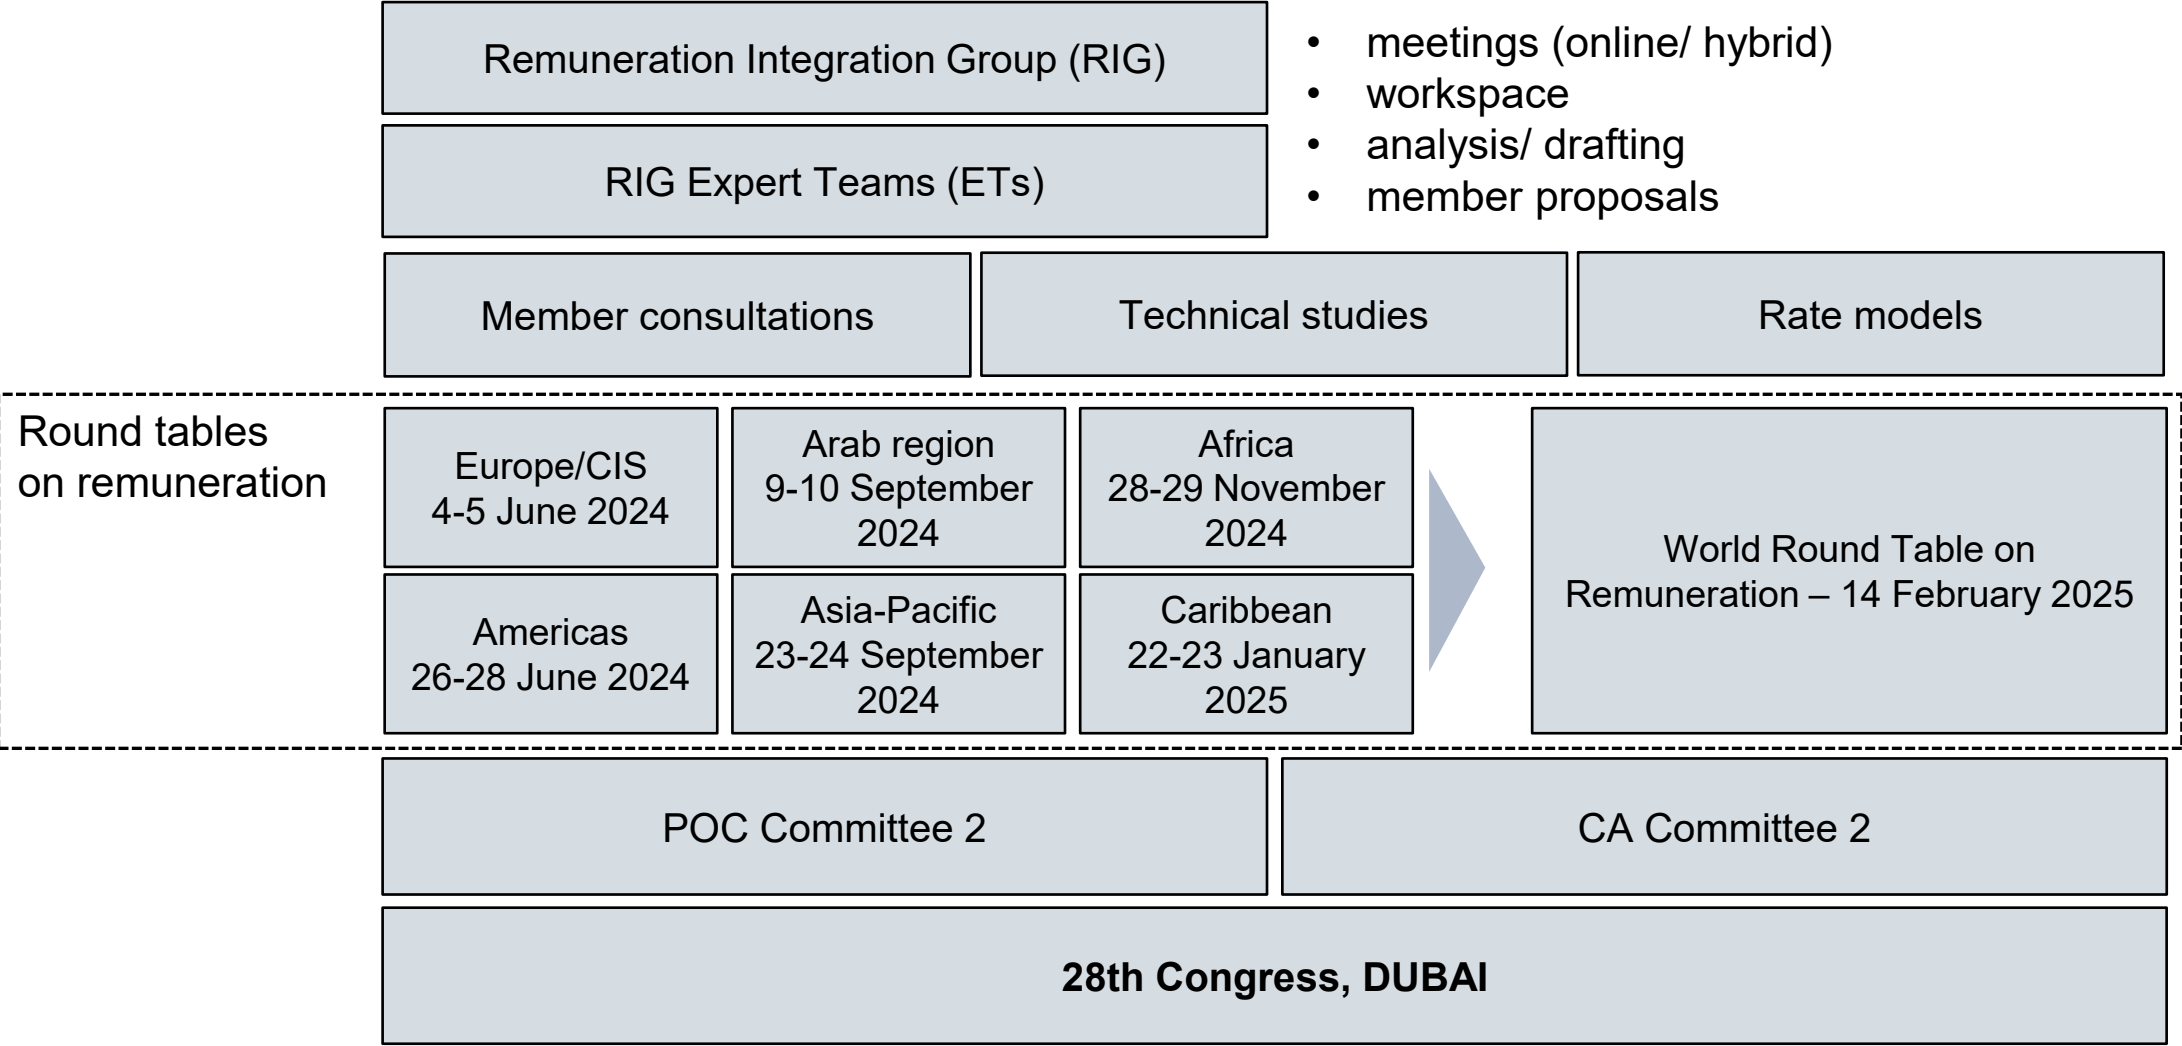 Remuneration Integration Group (RIG)
RIG Expert Teams (ETs)
• meetings (online/ hybrid)
• workspace
• analysis/ drafting
• member proposals
Member consultations
Technical studies
Rate models
Round tables
on remuneration
Europe/CIS
4-5 June 2024
Arab region
9-10 September
2024
Africa
28-29 November
2024
Americas
26-28 June 2024
Asia-Pacific
23-24 September
2024
Caribbean
22-23 January
2025
World Round Table on
Remuneration – 14 February 2025
POC Committee 2
CA Committee 2
28th Congress, DUBAI